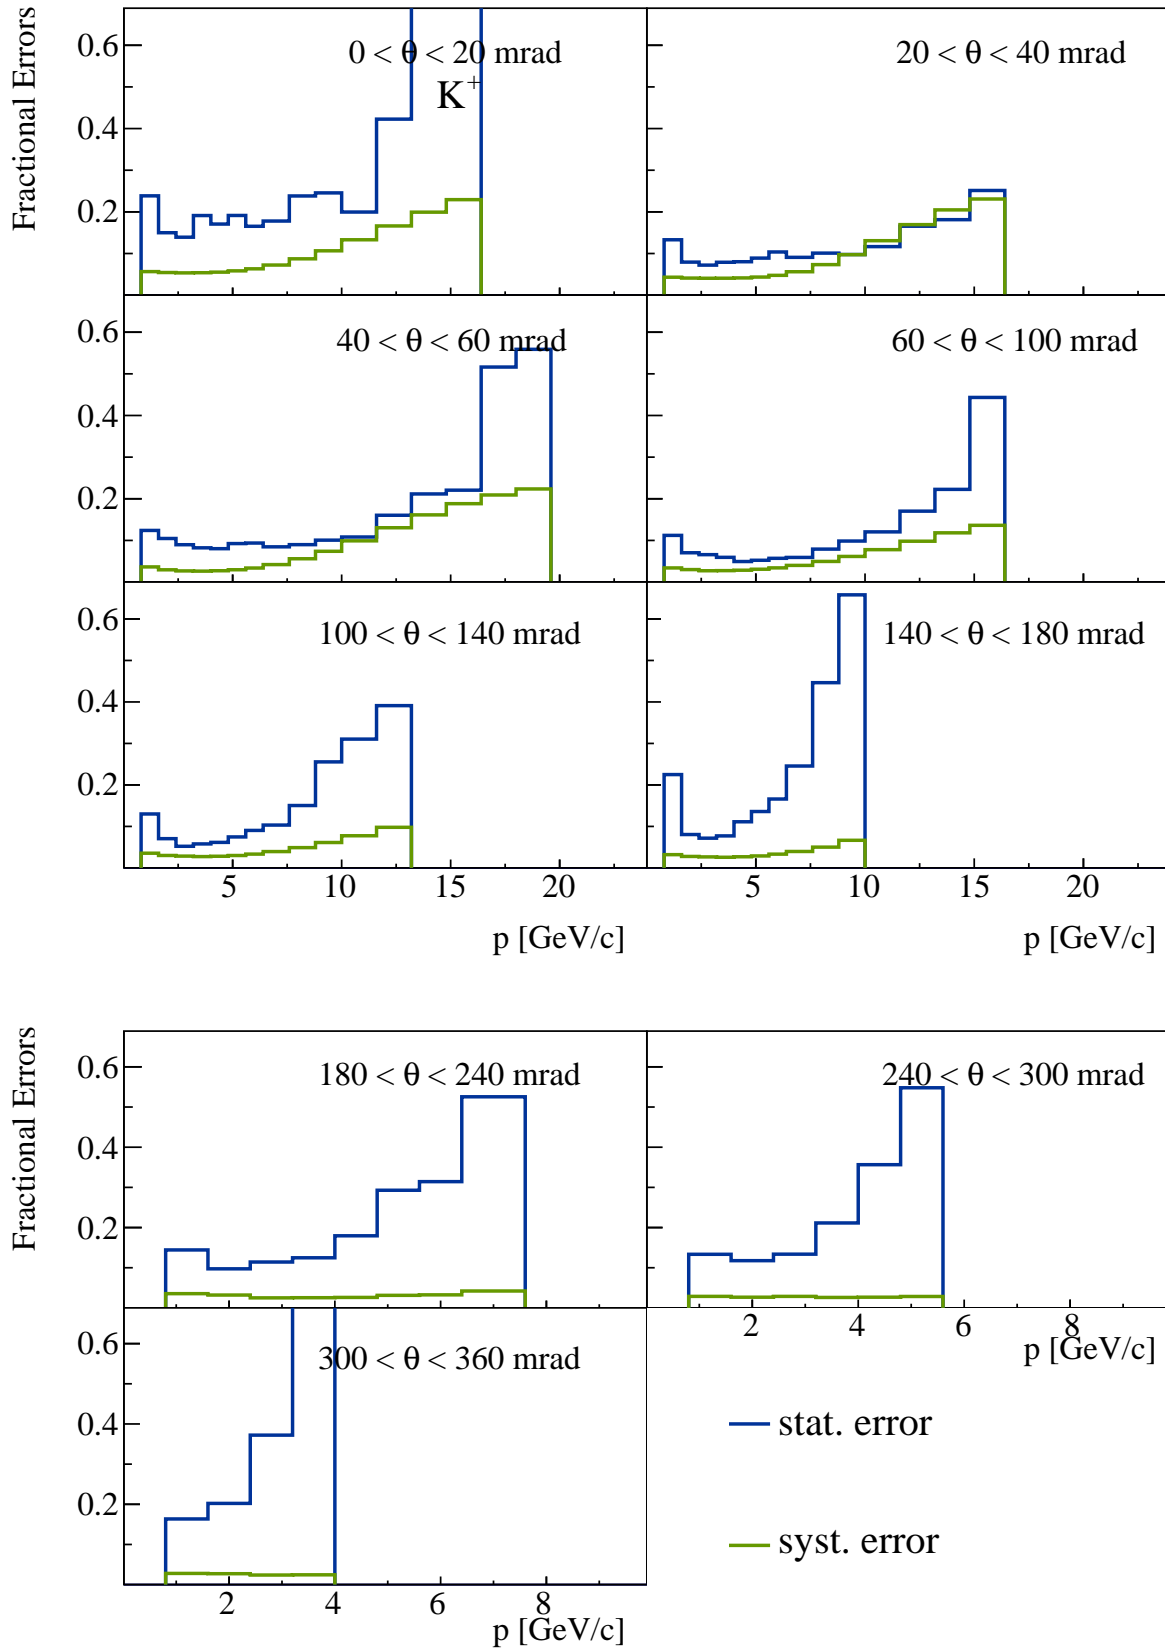 Fractional Errors
0.6
0.4
0.2
0 < θ < 20 mrad
K+
20 < θ < 40 mrad
0.6
0.4
0.2
40 < θ < 60 mrad
60 < θ < 100 mrad
0.6
0.4
0.2
100 < θ < 140 mrad
140 < θ < 180 mrad
5 10 15 20
5 10 15 20
p [GeV/c]
p [GeV/c]
Fractional Errors
0.6
0.4
0.2
180 < θ < 240 mrad
240 < θ < 300 mrad
2 4 6 8
p [GeV/c]
0.6
0.4
0.2
300 < θ < 360 mrad
2 4 6 8
p [GeV/c]
stat. error
syst. error